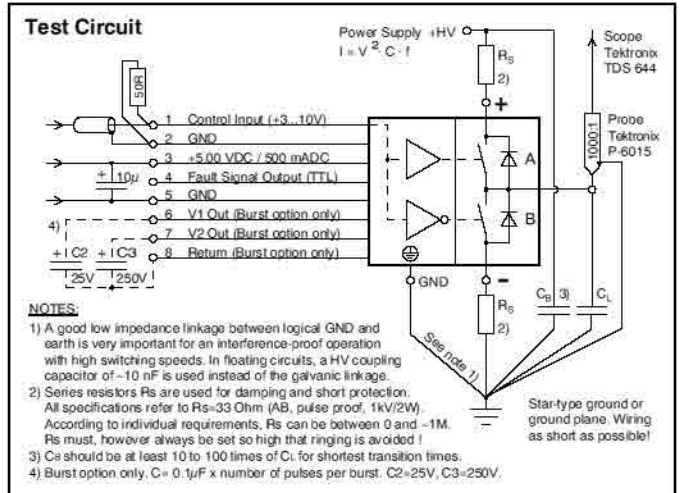 Test Circuit
Power Supply +HV
I = V² · C · f
Scope
Tektronix
TDS 644
RS
2)
50R
+
1 Control Input (+3...10V)
2 GND
3 +5.00 VDC / 500 mADC
4 Fault Signal Output (TTL)
5 GND
6 V1 Out (Burst option only)
7 V2 Out (Burst option only)
8 Return (Burst option only)
+ 10µ
4)
+ C2
25V
+ C3
250V
A
B
1000:1
Probe
Tektronix
P-6015
GND
-
RS
2)
CB 3)
CL
See note 1)
Star-type ground or
ground plane. Wiring
as short as possible!
NOTES:
1) A good low impedance linkage between logical GND and
earth is very important for an interference-proof operation
with high switching speeds. In floating circuits, a HV coupling
capacitor of ~10 nF is used instead of the galvanic linkage.
2) Series resistors Rs are used for damping and short protection.
All specifications refer to Rs=33 Ohm (AB, pulse proof, 1kV/2W).
According to individual requirements, Rs can be between 0 and ~1M.
Rs must, however always be set so high that ringing is avoided !
3) CB should be at least 10 to 100 times of CL for shortest transition times.
4) Burst option only. C= 0.1µF x number of pulses per burst. C2=25V, C3=250V.